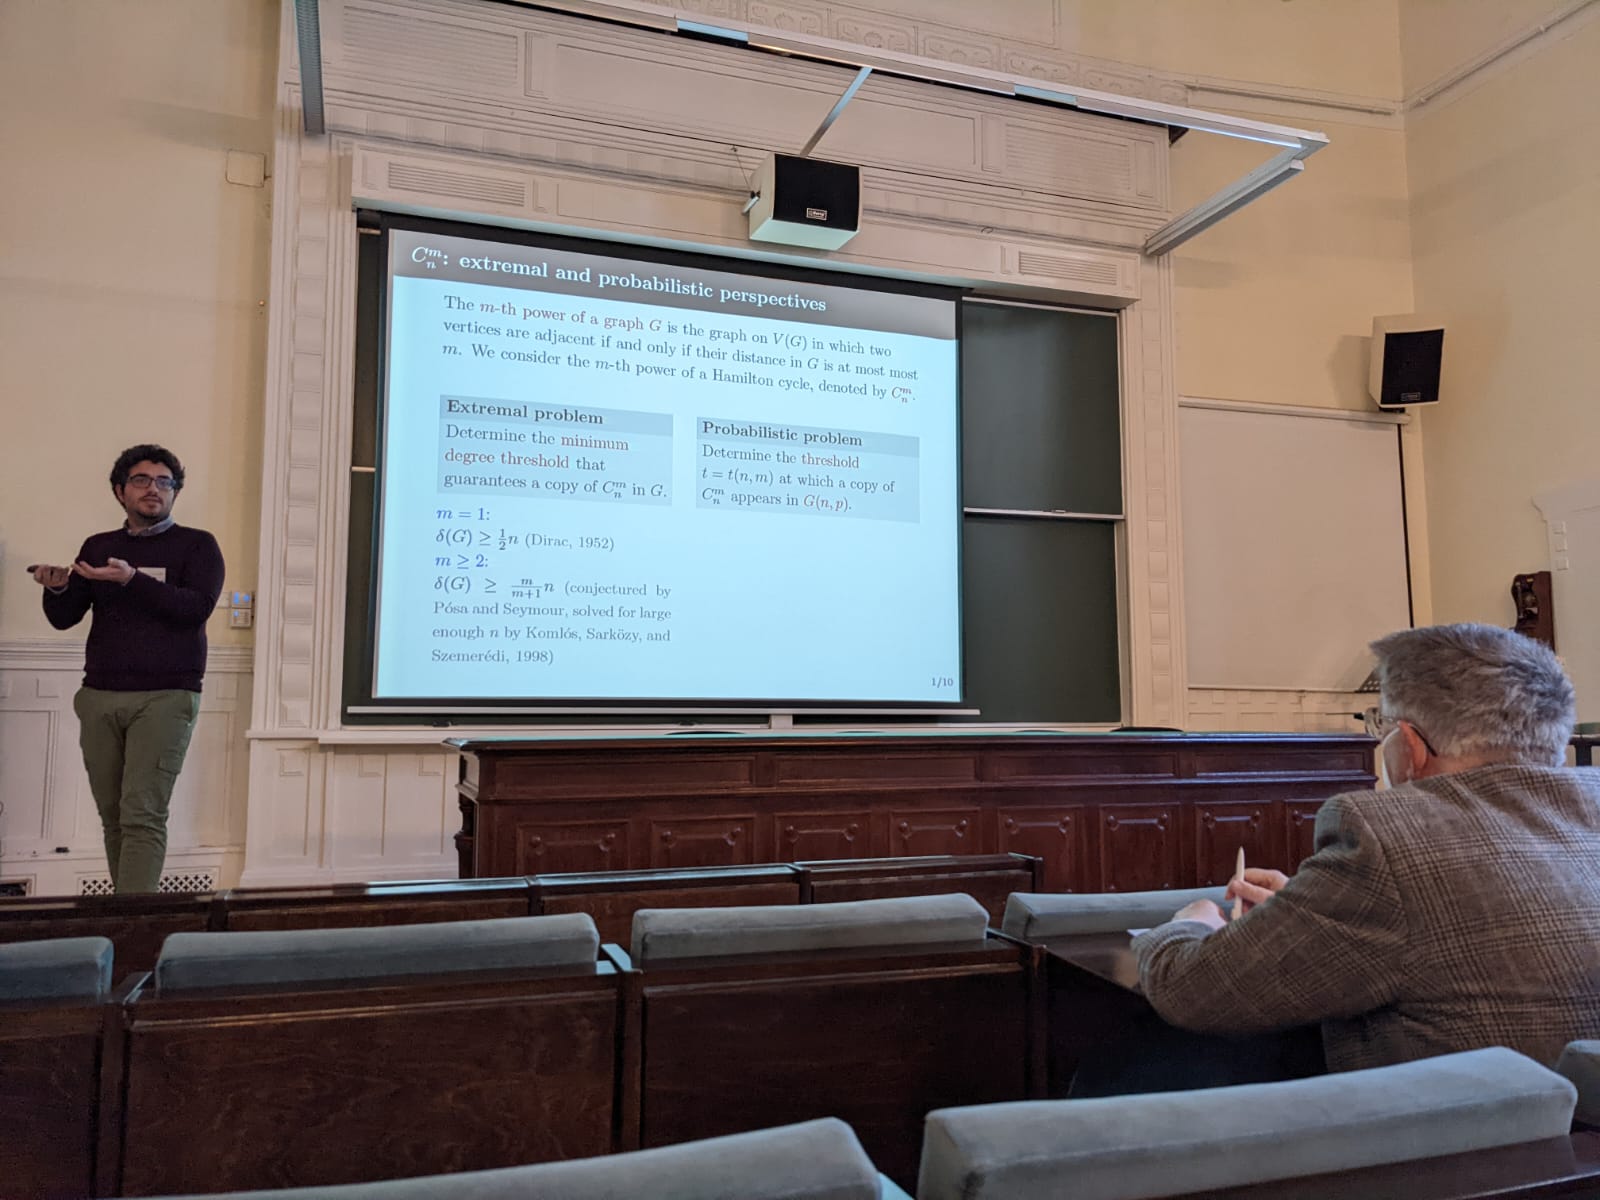 C_n^m: extremal and probabilistic perspectives
The m-th power of a graph G is the graph on V(G) in which two
vertices are adjacent if and only if their distance in G is at most most
m. We consider the m-th power of a Hamilton cycle, denoted by C_n^m.
Extremal problem
Determine the minimum
degree threshold that
guarantees a copy of C_n^m in G.
m = 1:
δ(G) ≥ 1/2 n (Dirac, 1952)
m ≥ 2:
δ(G) ≥ m/(m+1) n (conjectured by
Pósa and Seymour, solved for large
enough n by Komlós, Sarközy, and
Szemerédi, 1998)
Probabilistic problem
Determine the threshold
t = t(n, m) at which a copy of
C_n^m appears in G(n, p).
1/10